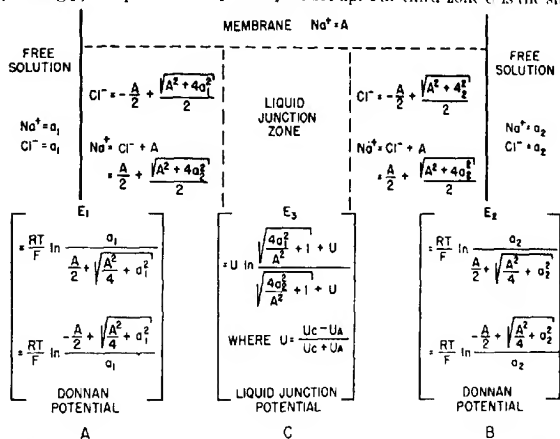 MEMBRANE Na⁺=A
FREE SOLUTION
Na⁺=a₁
Cl⁻=a₁
Cl⁻=-A/2 + √(A²+4a₁²)/2
Na⁺=Cl⁻+A
=A/2 + √(A²+4a₂²)/2
LIQUID JUNCTION ZONE
Cl⁻=-A/2 + √(A²+4₂²)/2
Na⁺=Cl⁻+A
=A/2 + √(A²+4a₂²)/2
FREE SOLUTION
Na⁺=a₂
Cl⁻=a₂
E₁
=RT/F ln a₁/(A/2 + √(A²/4 + a₁²))
=RT/F ln (-A/2 + √(A²/4 + a₁²))/a₁
DONNAN POTENTIAL
A
E₃
=U ln (√(4a₁²/A² + 1) + U)/(√(4a₂²/A² + 1) + U)
WHERE U=(Uc-UA)/(Uc+UA)
LIQUID JUNCTION POTENTIAL
C
E₂
=RT/F ln a₂/(A/2 + √(A²/4 + a₂²))
=RT/F ln (-A/2 + √(A²/4 + a₂²))/a₂
DONNAN POTENTIAL
B